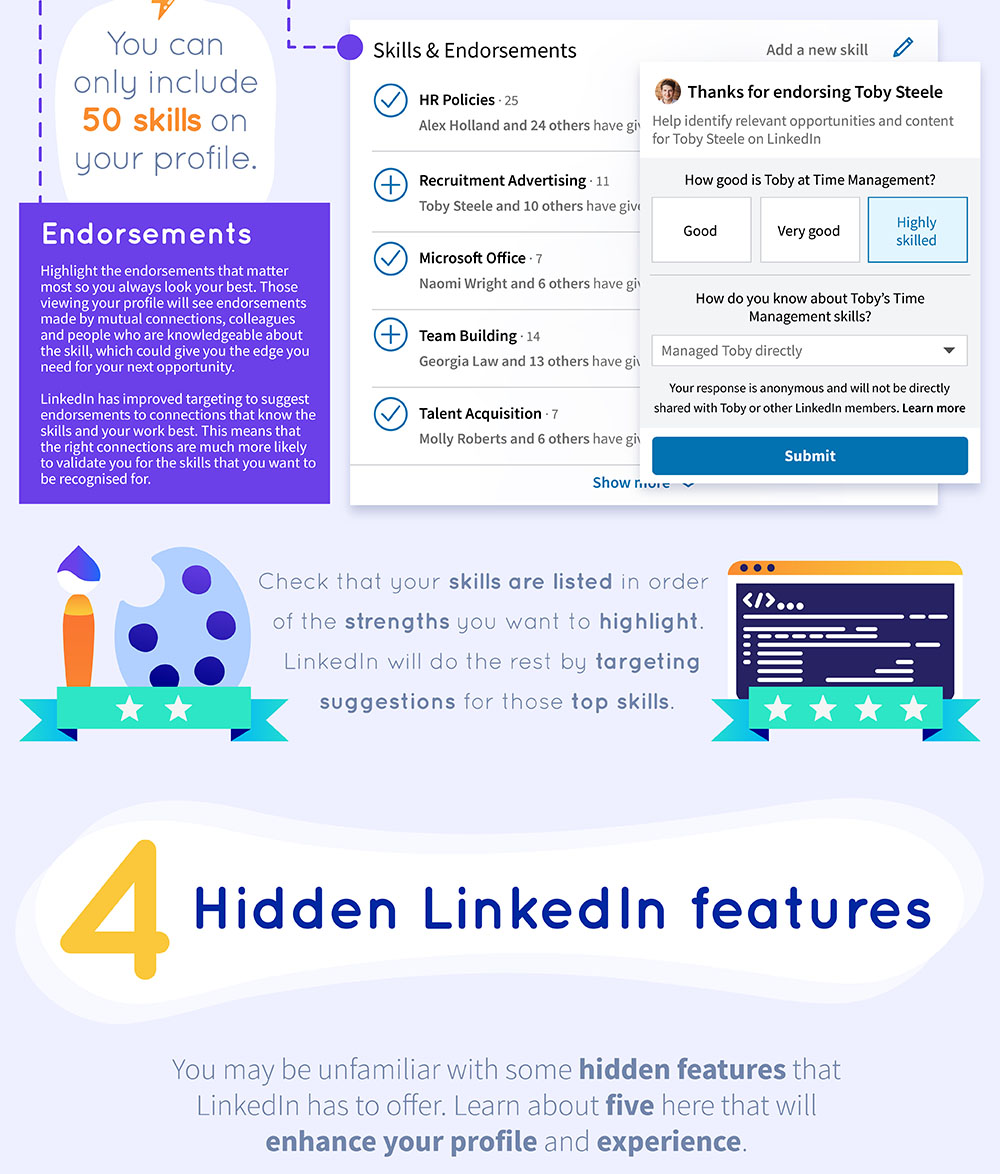 You can
only include
50 skills on
your profile.
Endorsements
Highlight the endorsements that matter
most so you always look your best. Those
viewing your profile will see endorsements
made by mutual connections, colleagues
and people who are knowledgeable about
the skill, which could give you the edge you
need for your next opportunity.
LinkedIn has improved targeting to suggest
endorsements to connections that know the
skills and your work best. This means that
the right connections are much more likely
to validate you for the skills that you want to
be recognised for.
Skills & Endorsements
Add a new skill
HR Policies · 25
Alex Holland and 24 others have giv
Recruitment Advertising · 11
Toby Steele and 10 others have give
Microsoft Office · 7
Naomi Wright and 6 others have giv
Team Building · 14
Georgia Law and 13 others have giv
Talent Acquisition · 7
Molly Roberts and 6 others have giv
Show more
Thanks for endorsing Toby Steele
Help identify relevant opportunities and content
for Toby Steele on LinkedIn
How good is Toby at Time Management?
Good
Very good
Highly
skilled
How do you know about Toby’s Time
Management skills?
Managed Toby directly
Your response is anonymous and will not be directly
shared with Toby or other LinkedIn members. Learn more
Submit
Check that your skills are listed in order
of the strengths you want to highlight.
LinkedIn will do the rest by targeting
suggestions for those top skills.
</>...
4 Hidden LinkedIn features
You may be unfamiliar with some hidden features that
LinkedIn has to offer. Learn about five here that will
enhance your profile and experience.